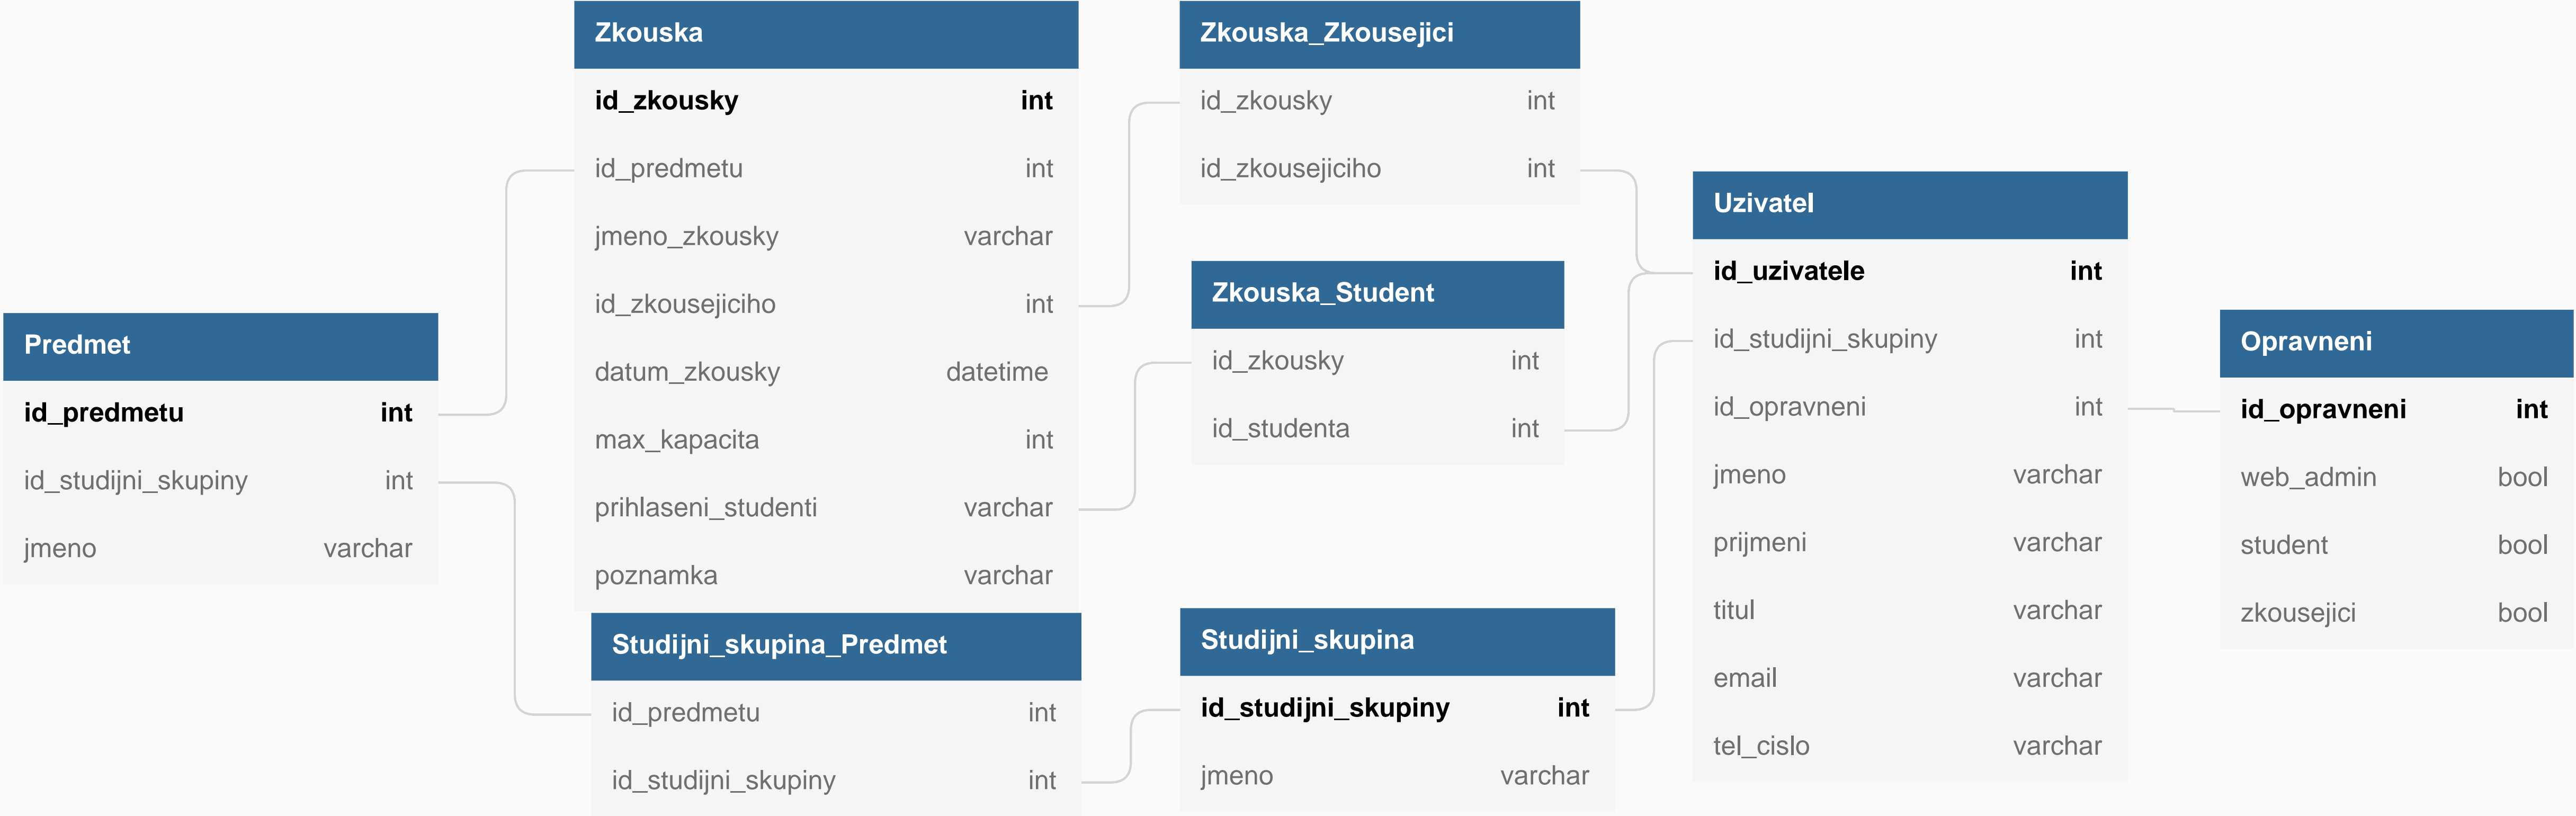 Zkouska
id_zkousky int
id_predmetu int
jmeno_zkousky varchar
id_zkousejiciho int
datum_zkousky datetime
max_kapacita int
prihlaseni_studenti varchar
poznamka varchar
Zkouska_Zkousejici
id_zkousky int
id_zkousejiciho int
Zkouska_Student
id_zkousky int
id_studenta int
Uzivatel
id_uzivatele int
id_studijni_skupiny int
id_opravneni int
jmeno varchar
prijmeni varchar
titul varchar
email varchar
tel_cislo varchar
Opravneni
id_opravneni int
web_admin bool
student bool
zkousejici bool
Predmet
id_predmetu int
id_studijni_skupiny int
jmeno varchar
Studijni_skupina_Predmet
id_predmetu int
id_studijni_skupiny int
Studijni_skupina
id_studijni_skupiny int
jmeno varchar